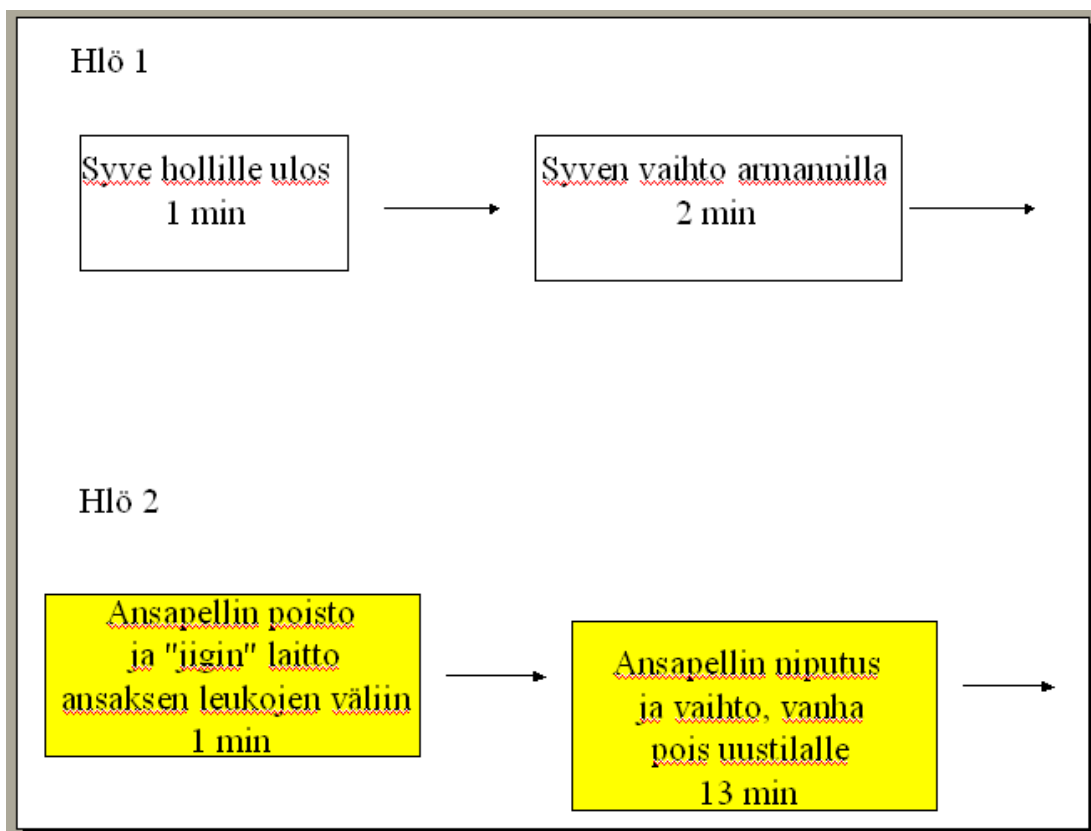 Hlö 1
Syve hollille ulos
1 min
Syven vaihto armannilla
2 min
Hlö 2
Ansapellin poisto
ja "jigin" laitto
ansaksen leukojen väliin
1 min
Ansapellin niputus
ja vaihto, vanha
pois uustilalle
13 min